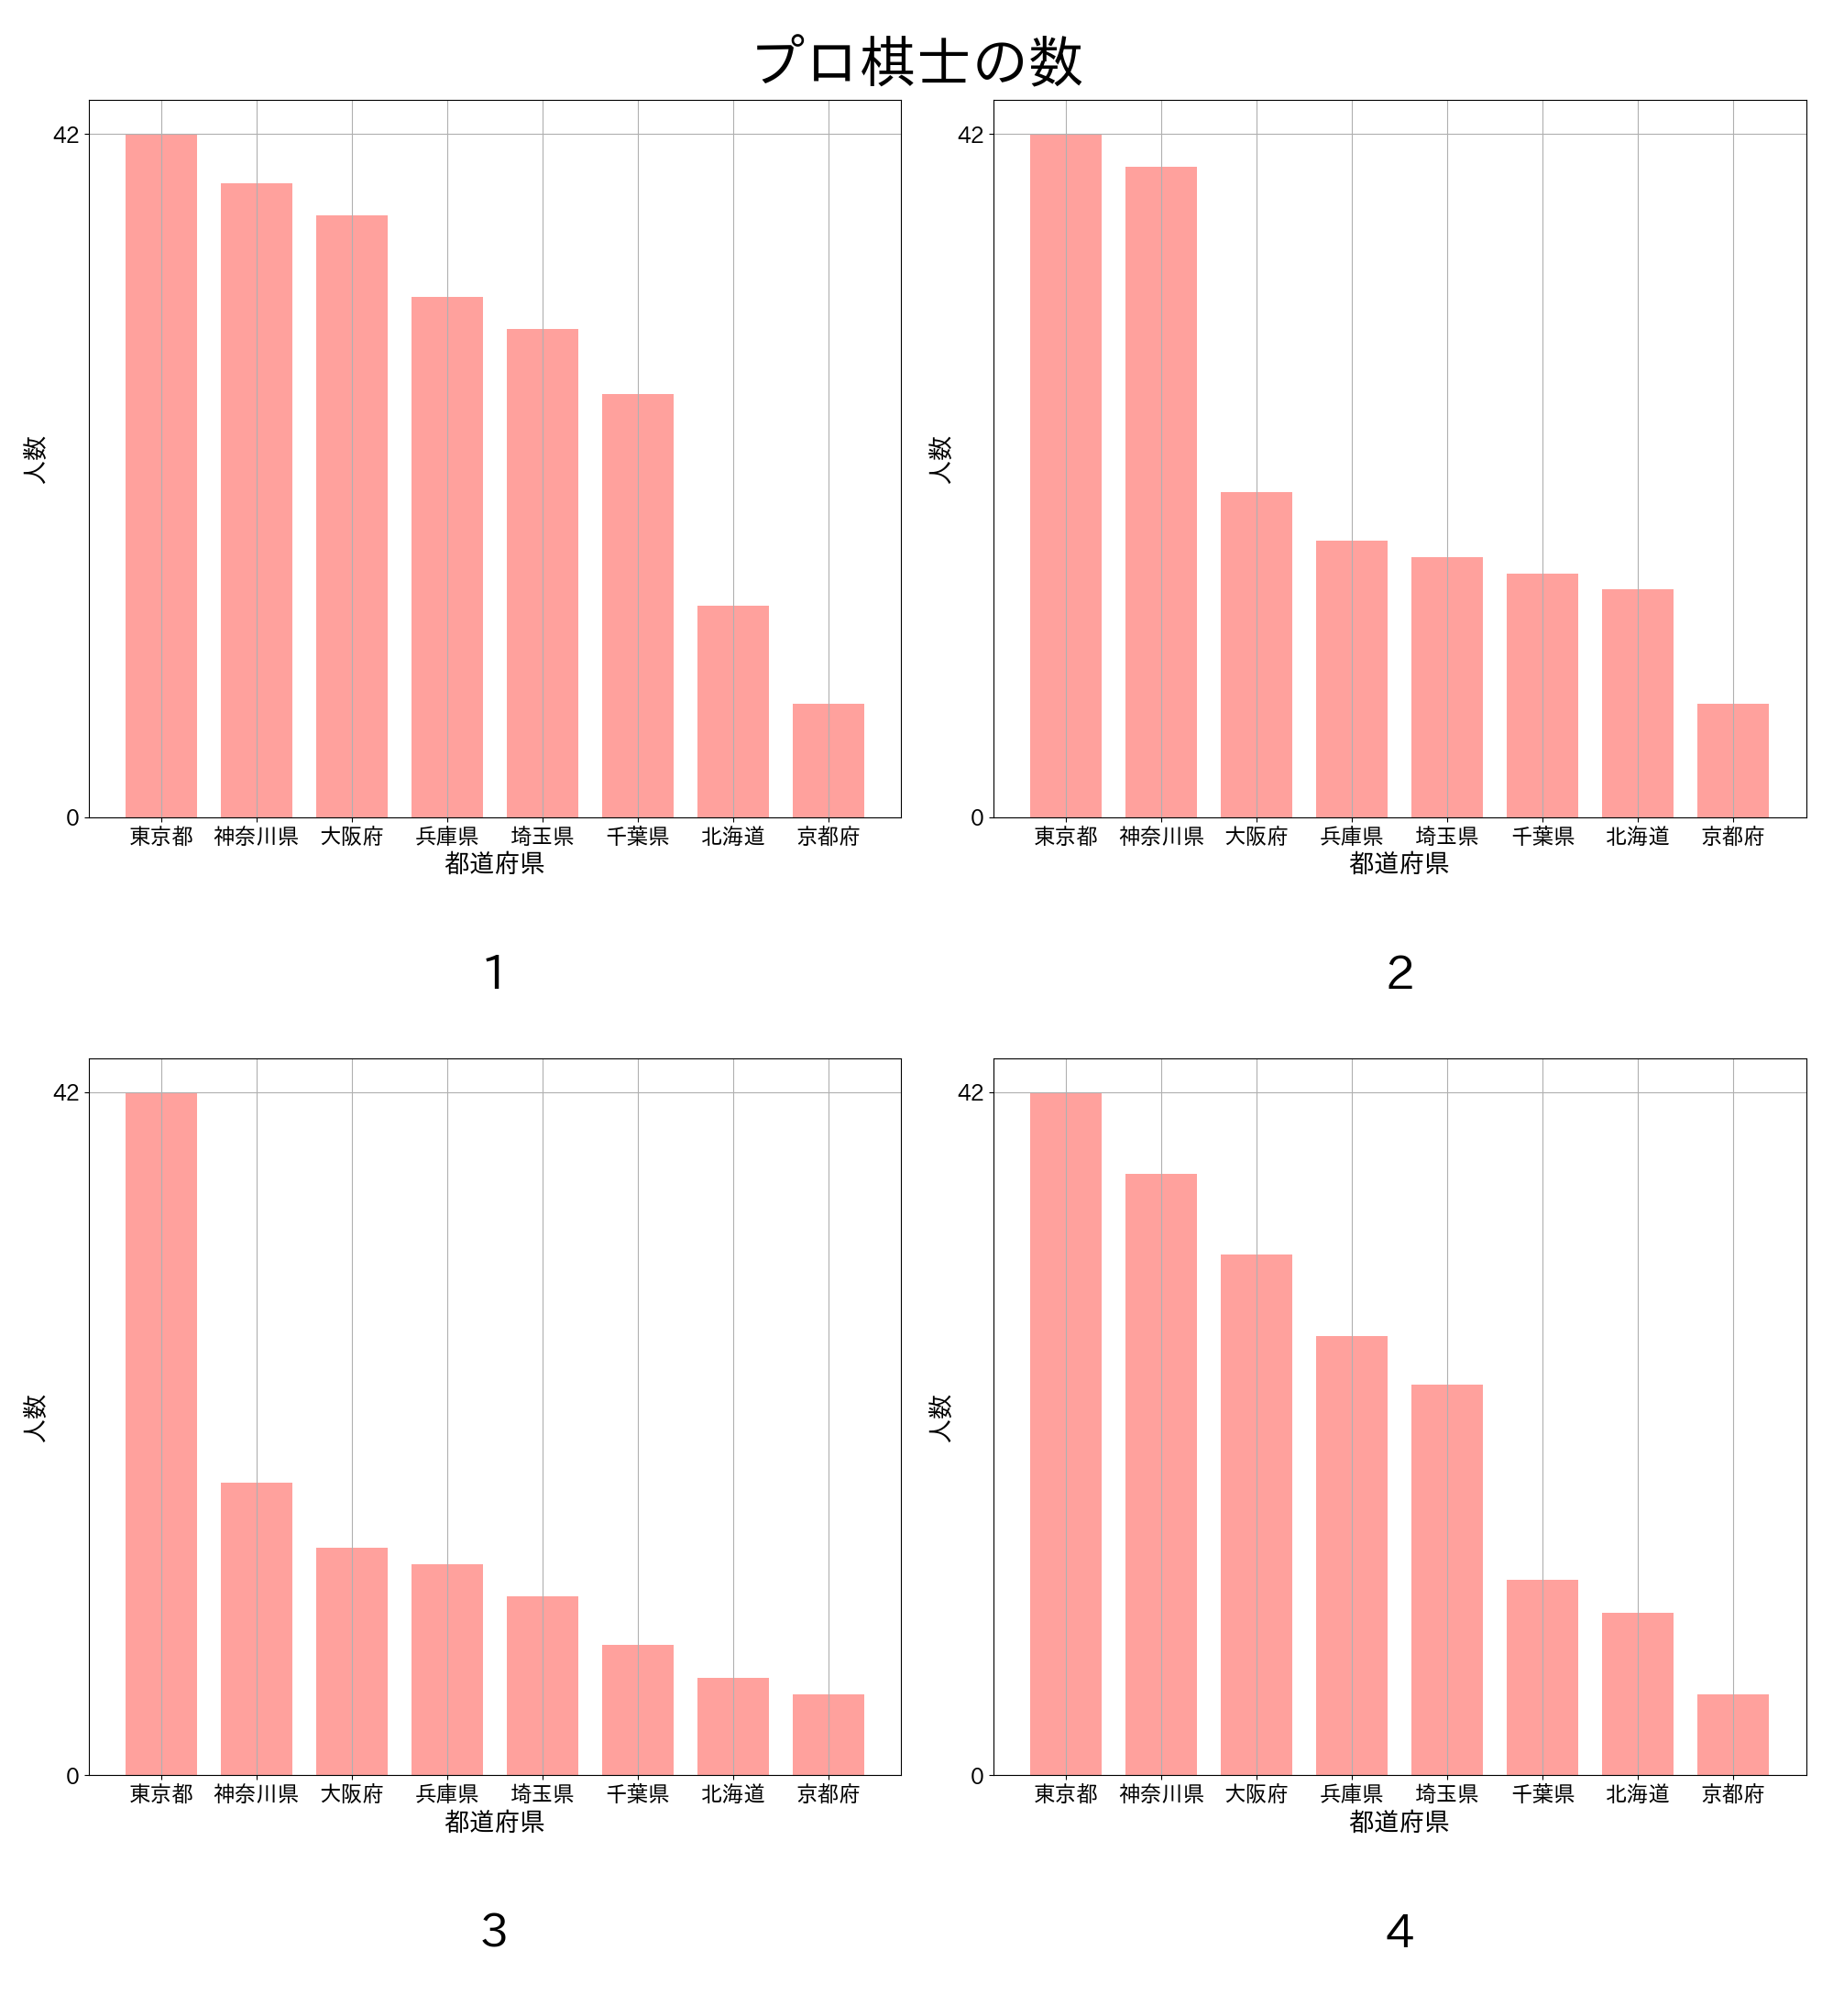 プロ棋士の数
42
0
人数
東京都 神奈川県 大阪府 兵庫県 埼玉県 千葉県 北海道 京都府
都道府県
1
42
0
人数
東京都 神奈川県 大阪府 兵庫県 埼玉県 千葉県 北海道 京都府
都道府県
2
42
0
人数
東京都 神奈川県 大阪府 兵庫県 埼玉県 千葉県 北海道 京都府
都道府県
3
42
0
人数
東京都 神奈川県 大阪府 兵庫県 埼玉県 千葉県 北海道 京都府
都道府県
4